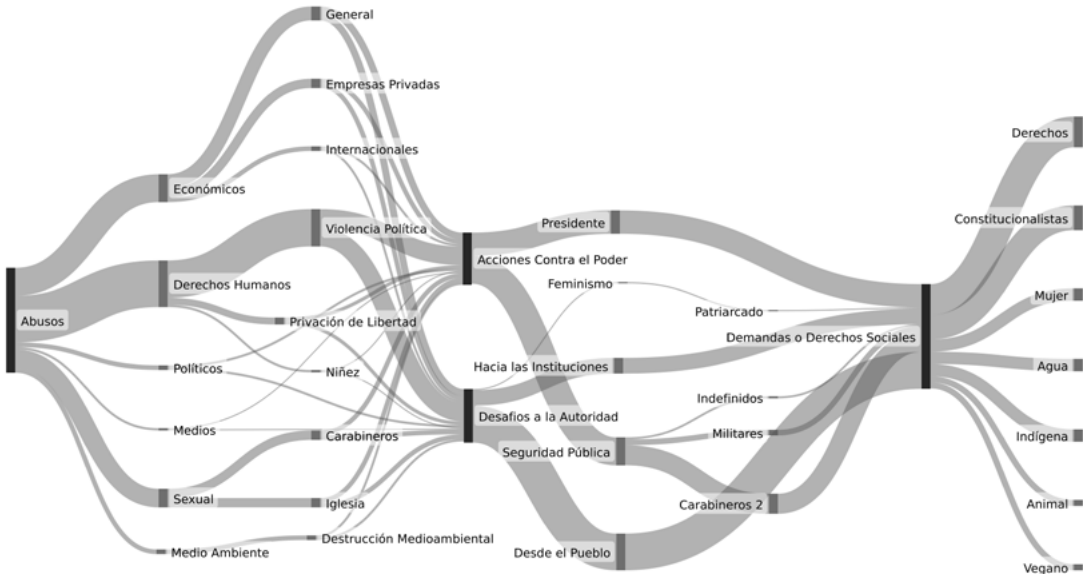 General
Empresas Privadas
Internacionales
Económicos
Violencia Política
Derechos Humanos
Abusos
Privación de Libertad
Políticos
Niñez
Medios
Carabineros
Sexual
Iglesia
Medio Ambiente
Destrucción Medioambiental
Presidente
Acciones Contra el Poder
Feminismo
Patriarcado
Demandas o Derechos Sociales
Hacia las Instituciones
Desafios a la Autoridad
Indefinidos
Militares
Seguridad Pública
Carabineros 2
Desde el Pueblo
Derechos
Constitucionalistas
Mujer
Agua
Indígena
Animal
Vegano